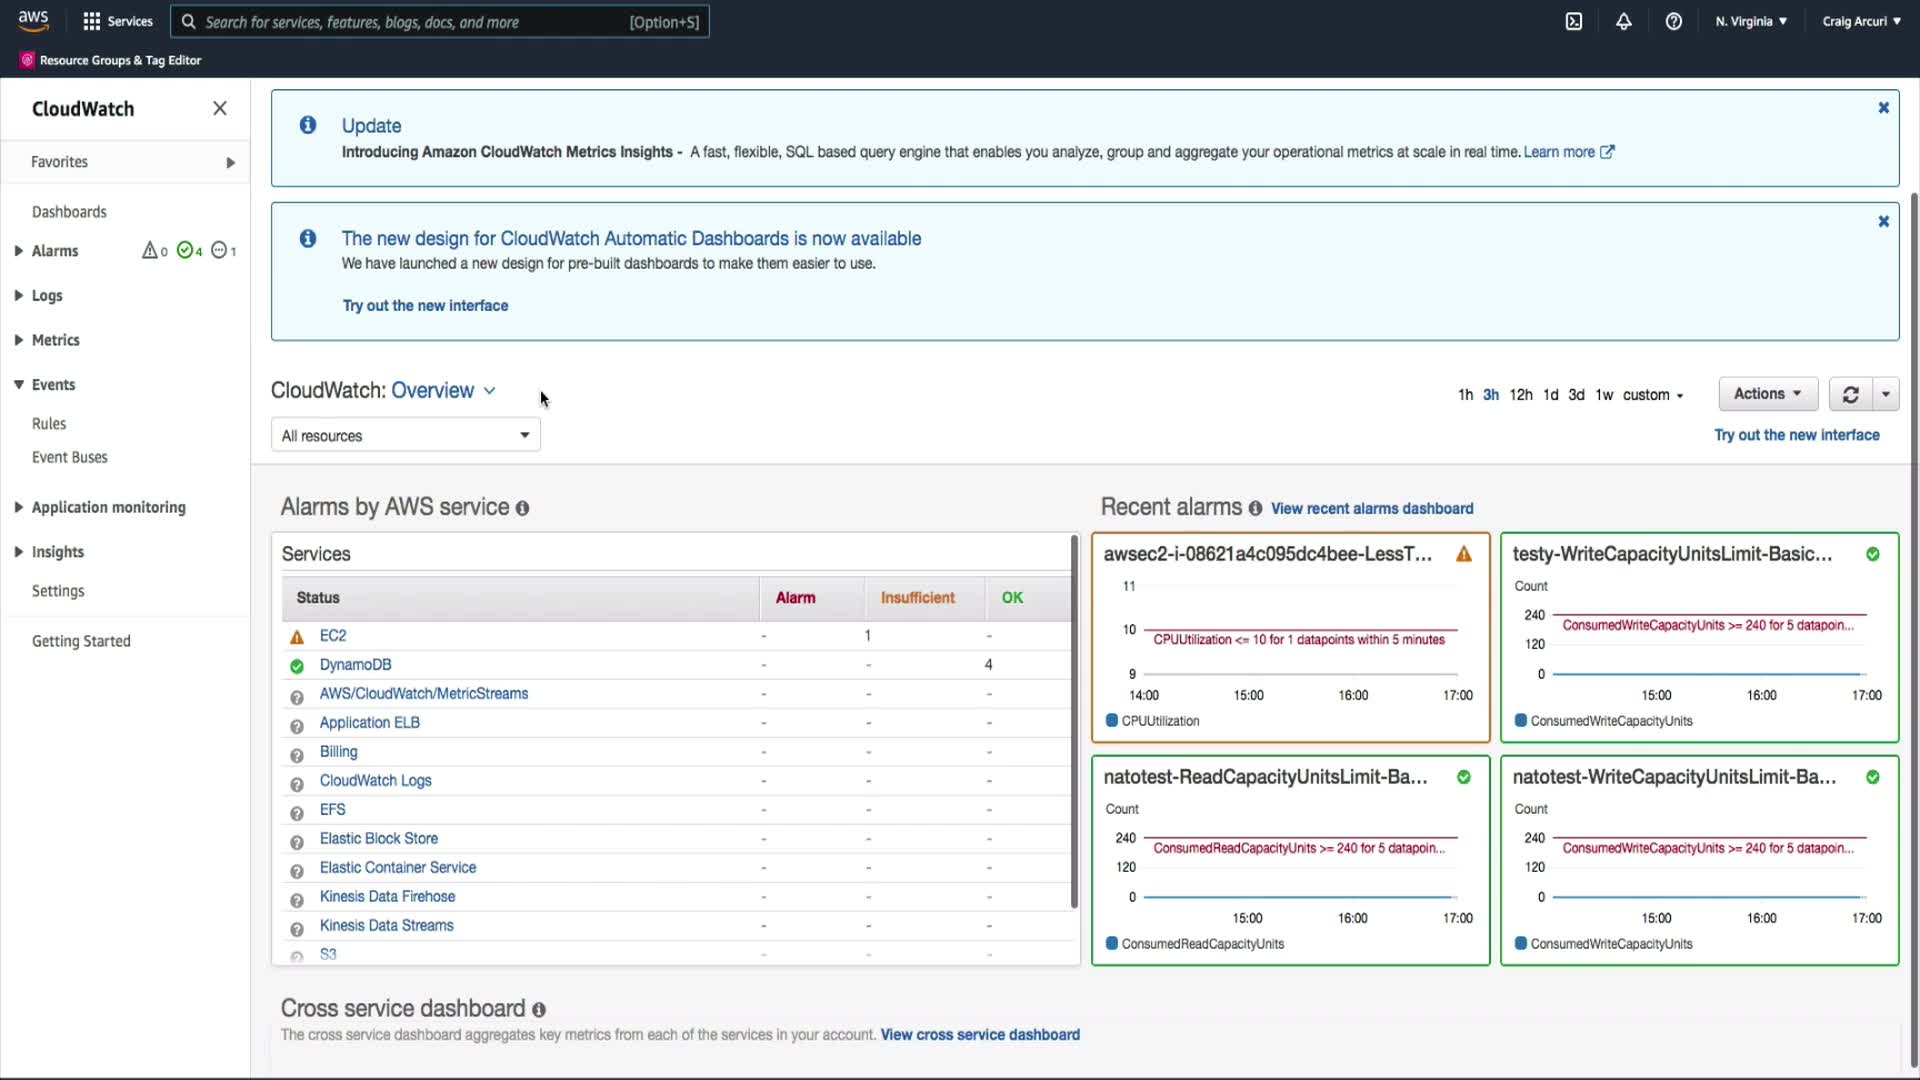 aws
Services
Search for services, features, blogs, docs, and more
[Option+S]
N. Virginia
Craig Arcuri
Resource Groups & Tag Editor
CloudWatch
Favorites
Dashboards
Alarms 0 4 1
Logs
Metrics
Events
Rules
Event Buses
Application monitoring
Insights
Settings
Getting Started
Update
Introducing Amazon CloudWatch Metrics Insights - A fast, flexible, SQL based query engine that enables you analyze, group and aggregate your operational metrics at scale in real time. Learn more
The new design for CloudWatch Automatic Dashboards is now available
We have launched a new design for pre-built dashboards to make them easier to use.
Try out the new interface
CloudWatch: Overview
1h 3h 12h 1d 3d 1w custom
Actions
All resources
Try out the new interface
Alarms by AWS service
Services
Status Alarm Insufficient OK
EC2 - 1 -
DynamoDB - - 4
AWS/CloudWatch/MetricStreams - - -
Application ELB - - -
Billing - - -
CloudWatch Logs - - -
EFS - - -
Elastic Block Store - - -
Elastic Container Service - - -
Kinesis Data Firehose - - -
Kinesis Data Streams - - -
S3 - - -
Recent alarms View recent alarms dashboard
awsec2-i-08621a4c095dc4bee-LessT...
11
10
CPUUtilization <= 10 for 1 datapoints within 5 minutes
9
14:00 15:00 16:00 17:00
CPUUtilization
testy-WriteCapacityUnitsLimit-Basic...
Count
240
ConsumedWriteCapacityUnits >= 240 for 5 datapoin...
120
0
15:00 16:00 17:00
ConsumedWriteCapacityUnits
natotest-ReadCapacityUnitsLimit-Ba...
Count
240
ConsumedReadCapacityUnits >= 240 for 5 datapoin...
120
0
15:00 16:00 17:00
ConsumedReadCapacityUnits
natotest-WriteCapacityUnitsLimit-Ba...
Count
240
ConsumedWriteCapacityUnits >= 240 for 5 datapoin...
120
0
15:00 16:00 17:00
ConsumedWriteCapacityUnits
Cross service dashboard
The cross service dashboard aggregates key metrics from each of the services in your account. View cross service dashboard